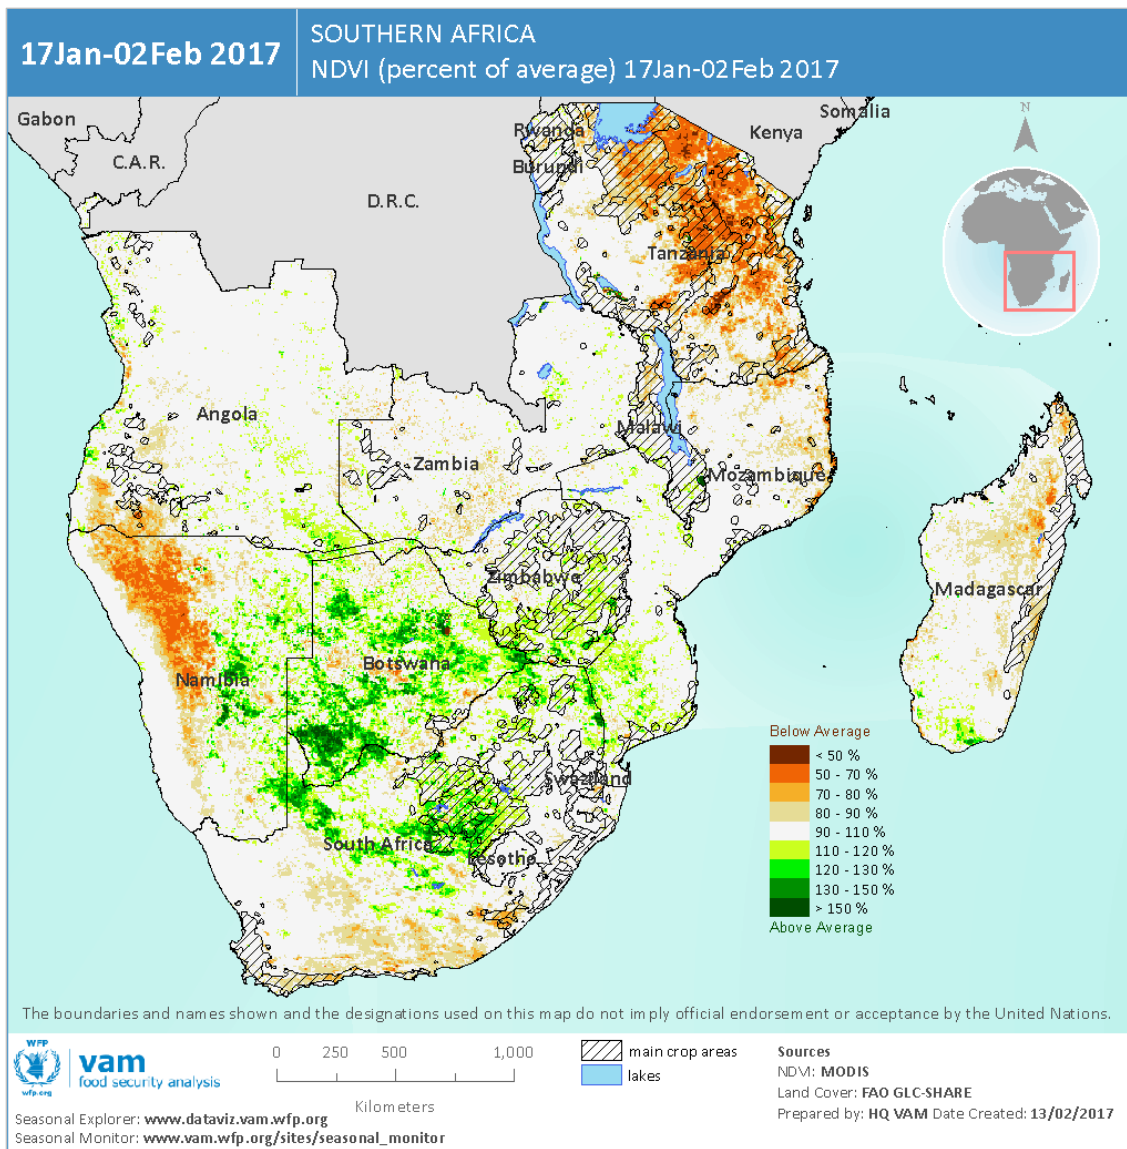 17Jan-02Feb 2017
SOUTHERN AFRICA
NDVI (percent of average) 17Jan-02Feb 2017
Gabon
C.A.R.
D.R.C.
Rwanda
Burundi
Kenya
Somalia
N
Tanzania
Angola
Zambia
Malawi
Mozambique
Zimbabwe
Madagascar
Namibia
Botswana
Swaziland
South Africa
Lesotho
Below Average
< 50 %
50 - 70 %
70 - 80 %
80 - 90 %
90 - 110 %
110 - 120 %
120 - 130 %
130 - 150 %
> 150 %
Above Average
The boundaries and names shown and the designations used on this map do not imply official endorsement or acceptance by the United Nations.
WFP
wfp.org
vam
food security analysis
0 250 500 1,000
Kilometers
main crop areas
lakes
Sources
NDVI: MODIS
Land Cover: FAO GLC-SHARE
Prepared by: HQ VAM Date Created: 13/02/2017
Seasonal Explorer: www.dataviz.vam.wfp.org
Seasonal Monitor: www.vam.wfp.org/sites/seasonal_monitor